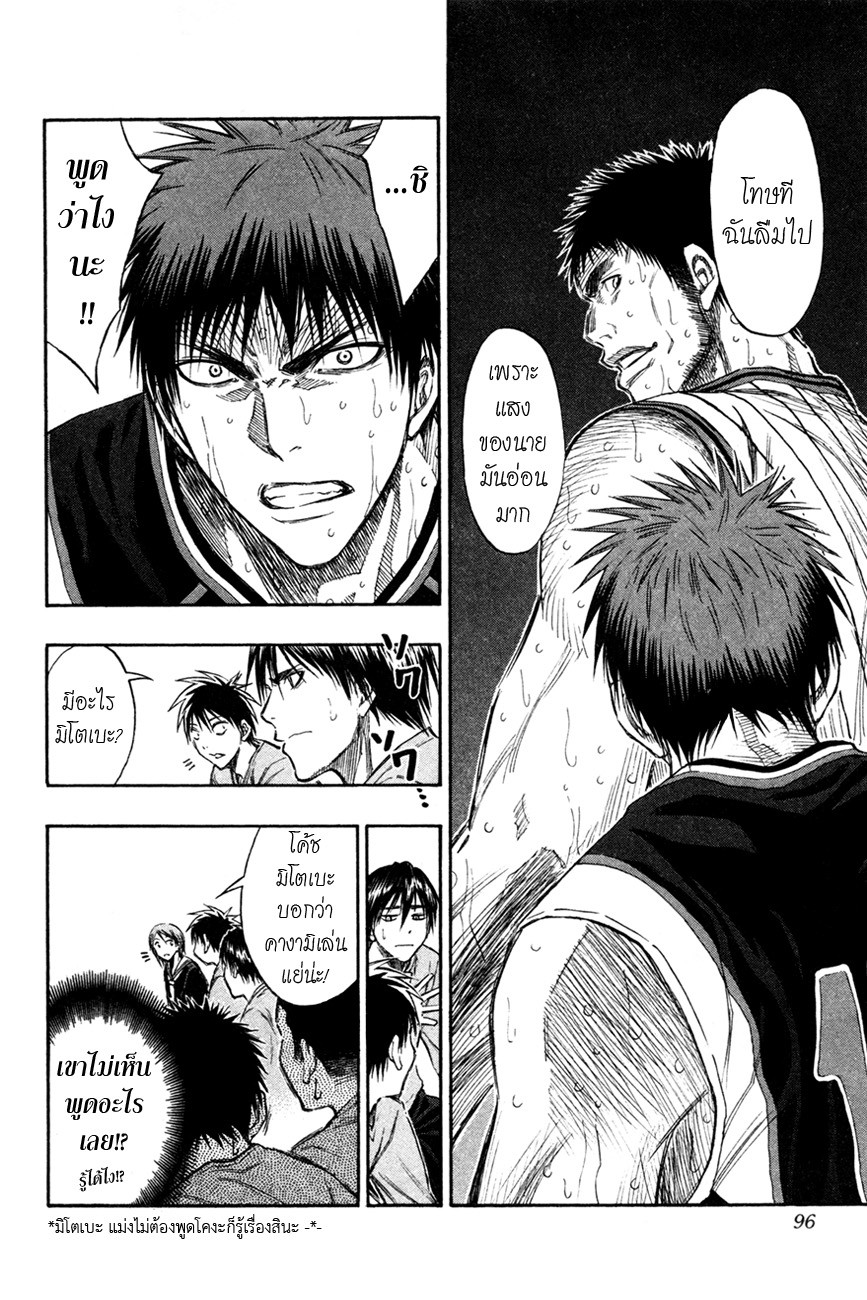 โทษที
ฉันลืมไป
เพราะ
แสง
ของนาย
มันอ่อน
มาก
...ชิ
พูด
ว่าไง
นะ
!!
ツ
ワ
ツ
ン
...
มีอะไร
มิโตเบะ?
โค้ช
มิโตเบะ
บอกว่า
คางามิเล่น
แย่น่ะ!
เขาไม่เห็น
พูดอะไร
เลย!?
รู้ได้ไง!?
*มิโตเบะ แม่งไม่ต้องพูดโคงะก็รู้เรื่องสินะ -*-
96